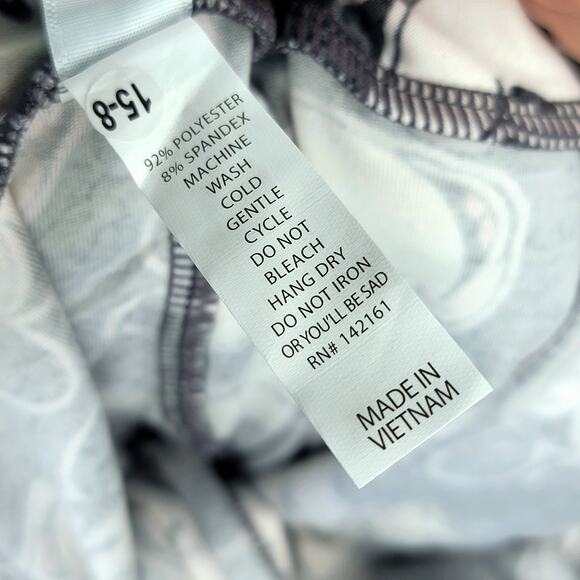 15-8
92% POLYESTER
8% SPANDEX
MACHINE
WASH
COLD
GENTLE
CYCLE
DO NOT
BLEACH
HANG DRY
DO NOT IRON
OR YOU'LL BE SAD
RN# 142161
MADE IN
VIETNAM